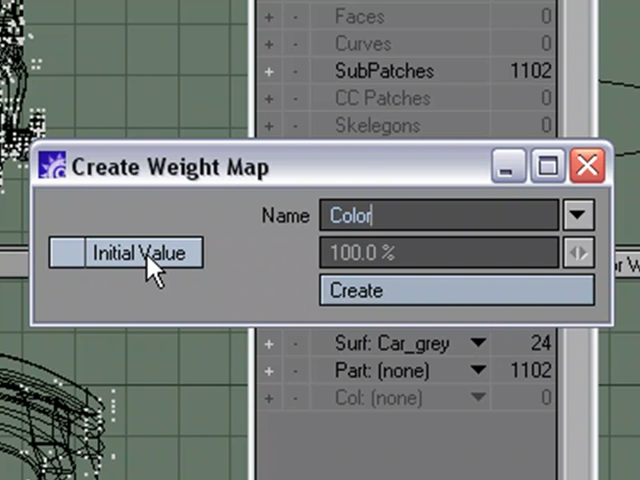 + · Faces 0
+ · Curves 0
+ · SubPatches 1102
+ · CC Patches 0
+ · Skelegons 0
Create Weight Map
Name Color
Initial Value 100.0 %
Create
+ · Surf: Car_grey 24
+ · Part: (none) 1102
+ · Col: (none) 0